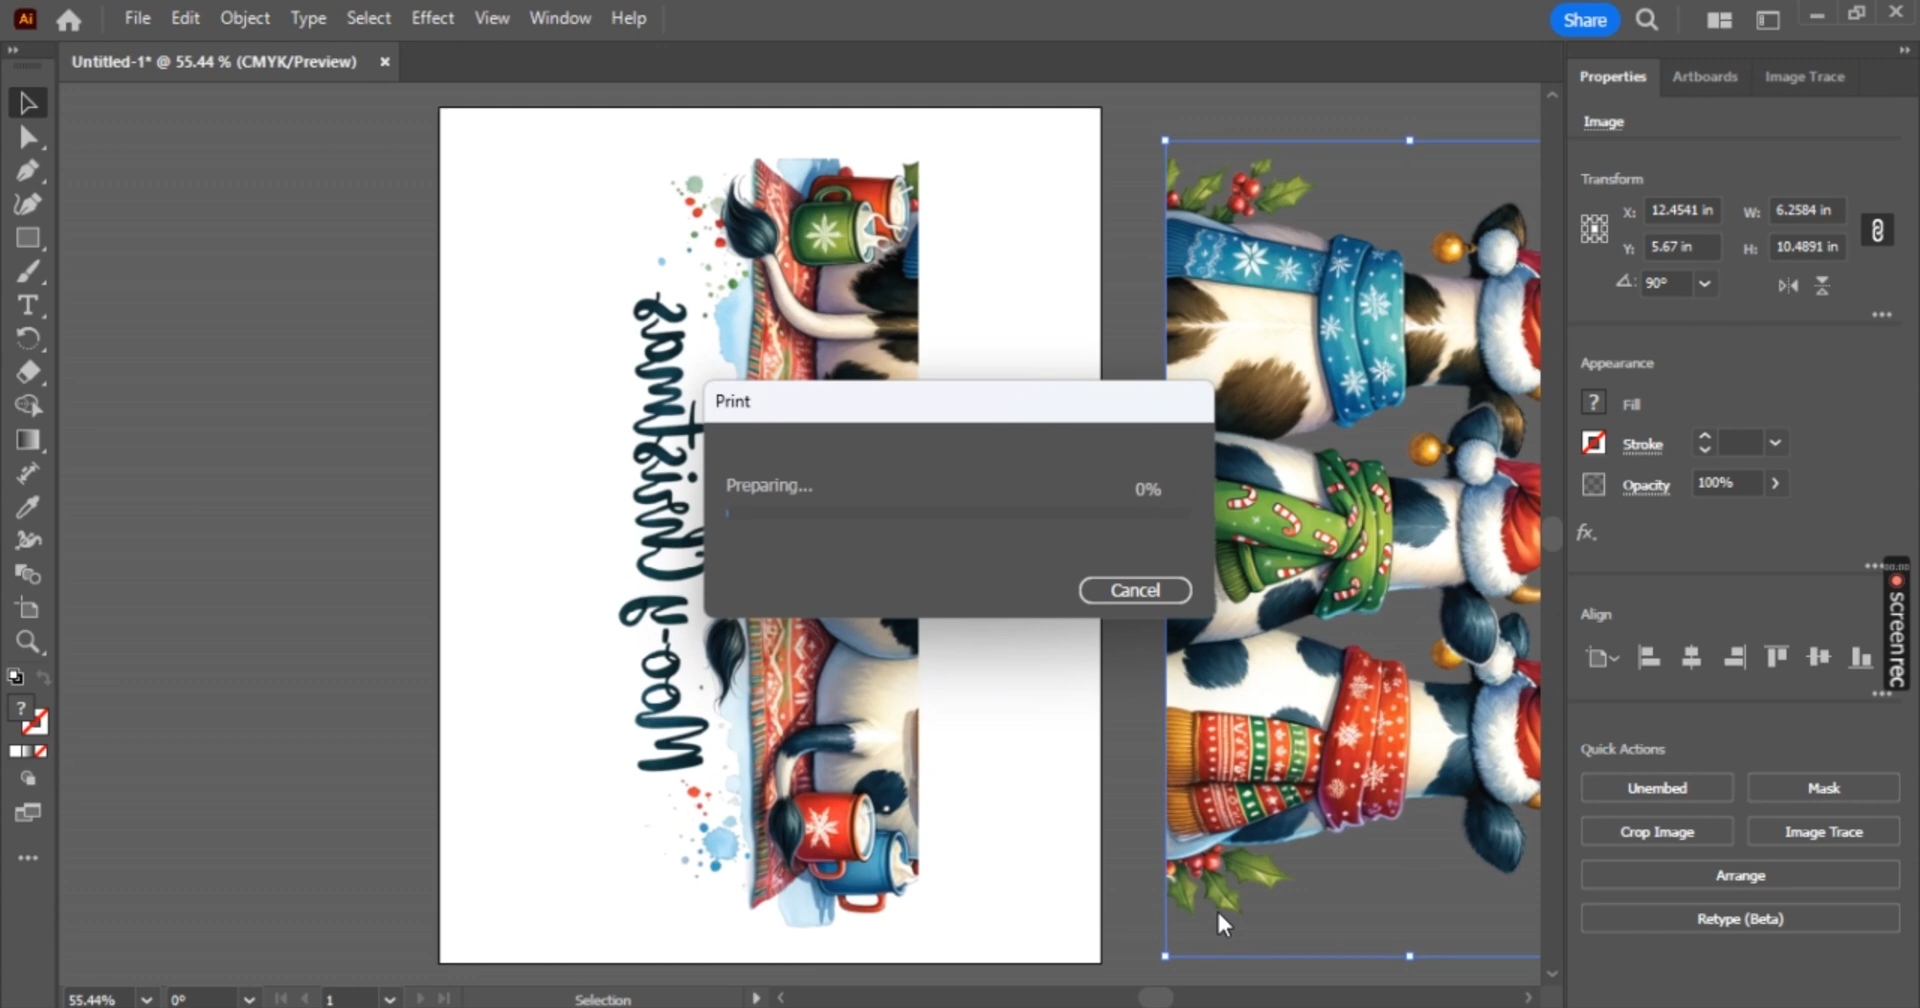 Ai File Edit Object Type Select Effect View Window Help Share
Untitled-1* @ 55.44 % (CMYK/Preview) ×
Properties Artboards Image Trace
Image
Transform
X: 12.4541 in W: 6.2584 in
Y: 5.67 in H: 10.4891 in
90°
Appearance
? Fill
Stroke
Opacity 100%
fx.
Print
Preparing... 0%
Cancel
Moo-y Christmas
00:00
screenrec
Align
Quick Actions
Unembed Mask
Crop Image Image Trace
Arrange
Retype (Beta)
?
55.44% 0° 1 Selection